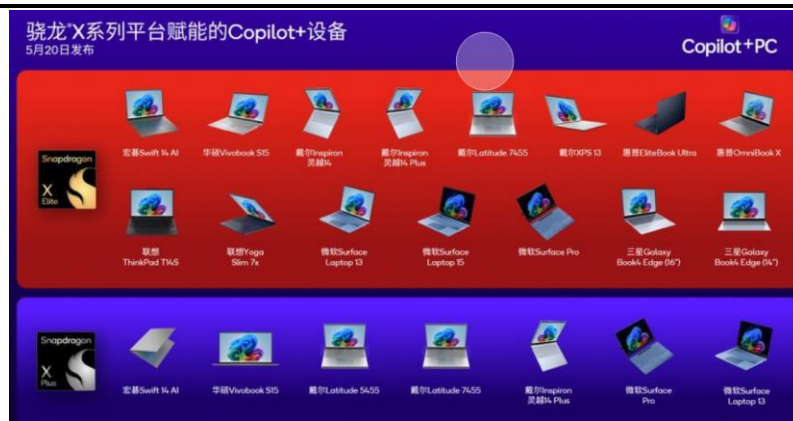 骁龙®X系列平台赋能的Copilot+设备
5月20日发布
Copilot+PC
Snapdragon
X
Elite
宏碁Swift 14 AI
华硕Vivobook S15
戴尔Inspiron
灵越14
戴尔Inspiron
灵越14 Plus
戴尔Latitude 7455
戴尔XPS 13
惠普EliteBook Ultra
惠普OmniBook X
联想
ThinkPad T14S
联想Yoga
Slim 7x
微软Surface
Laptop 13
微软Surface
Laptop 15
微软Surface Pro
三星Galaxy
Book4 Edge (16")
三星Galaxy
Book4 Edge (14")
Snapdragon
X
Plus
宏碁Swift 14 AI
华硕Vivobook S15
戴尔Latitude 5455
戴尔Latitude 7455
戴尔Inspiron
灵越14 Plus
微软Surface
Pro
微软Surface
Laptop 13